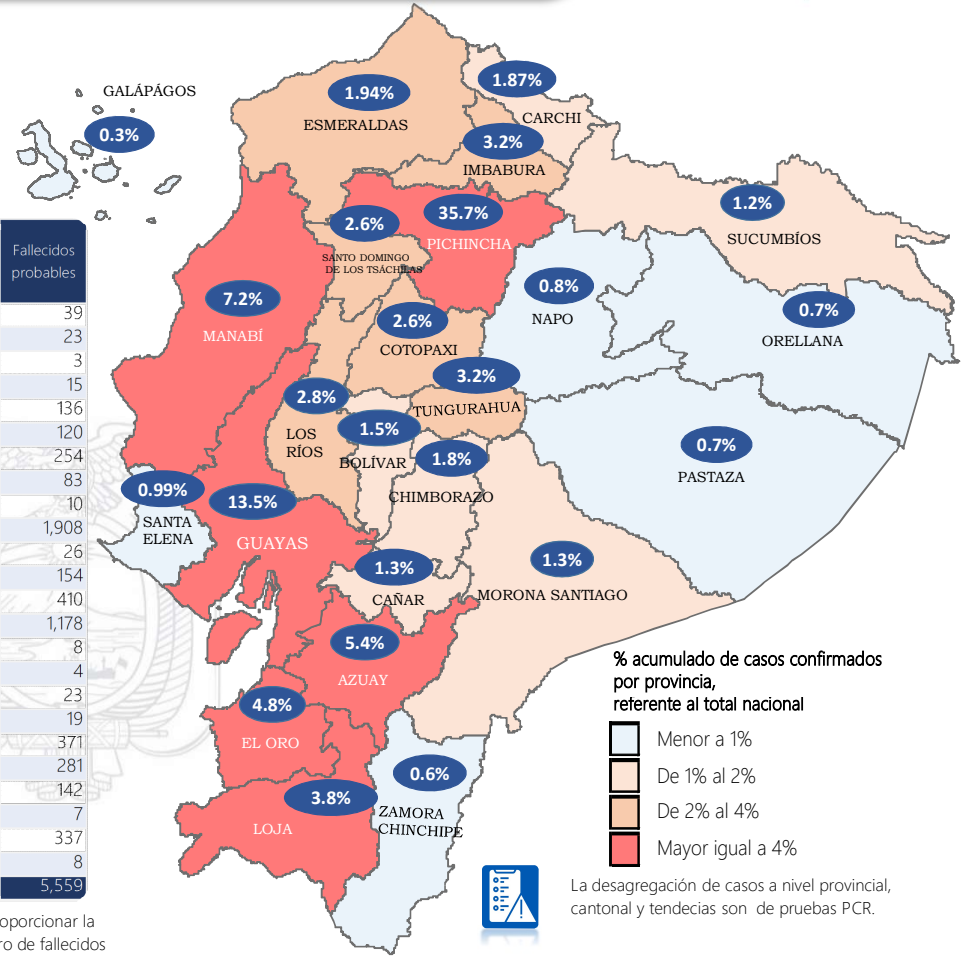 GALÁPÁGOS
0.3%
1.94%
ESMERALDAS
1.87%
CARCHI
3.2%
IMBABURA
1.2%
SUCUMBÍOS
2.6%
SANTO DOMINGO
DE LOS TSÁCHILAS
35.7%
PICHINCHA
7.2%
MANABÍ
0.8%
NAPO
0.7%
ORELLANA
2.6%
COTOPAXI
3.2%
TUNGURAHUA
2.8%
LOS
RÍOS
1.5%
BOLÍVAR
1.8%
CHIMBORAZO
0.7%
PASTAZA
0.99%
SANTA
ELENA
13.5%
GUAYAS
1.3%
CAÑAR
1.3%
MORONA SANTIAGO
5.4%
AZUAY
4.8%
EL ORO
3.8%
LOJA
0.6%
ZAMORA
CHINCHIPE
Fallecidos
probables
39
23
3
15
136
120
254
83
10
1,908
26
154
410
1,178
8
4
23
19
371
281
142
7
337
8
5,559
oporcionar la
ro de fallecidos
% acumulado de casos confirmados
por provincia,
referente al total nacional
Menor a 1%
De 1% al 2%
De 2% al 4%
Mayor igual a 4%
La desagregación de casos a nivel provincial,
cantonal y tendecias son de pruebas PCR.